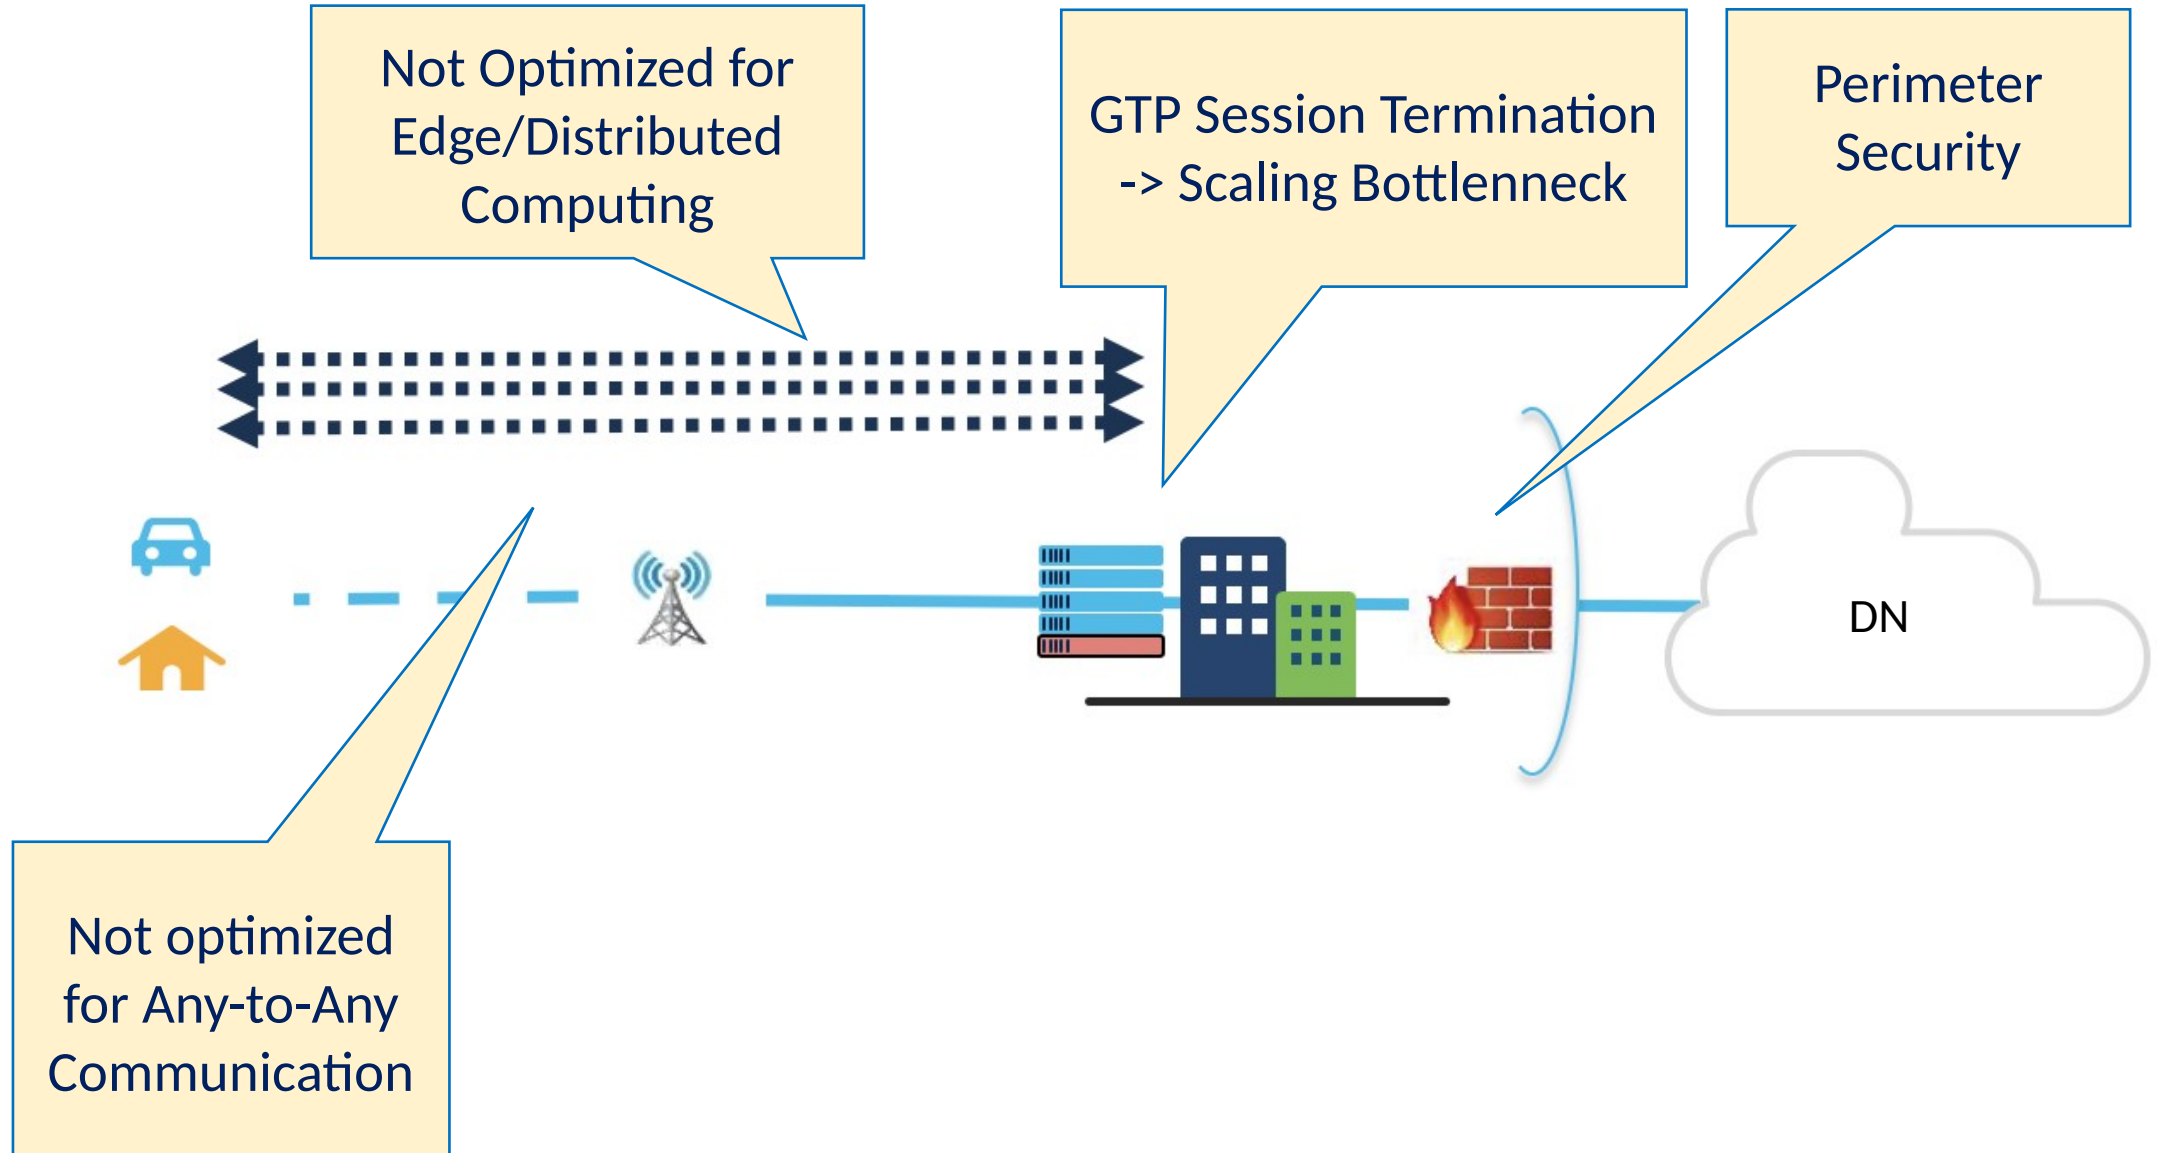 Not Optimized for
Edge/Distributed
Computing
GTP Session Termination
-> Scaling Bottlenneck
Perimeter
Security
DN
Not optimized
for Any-to-Any
Communication